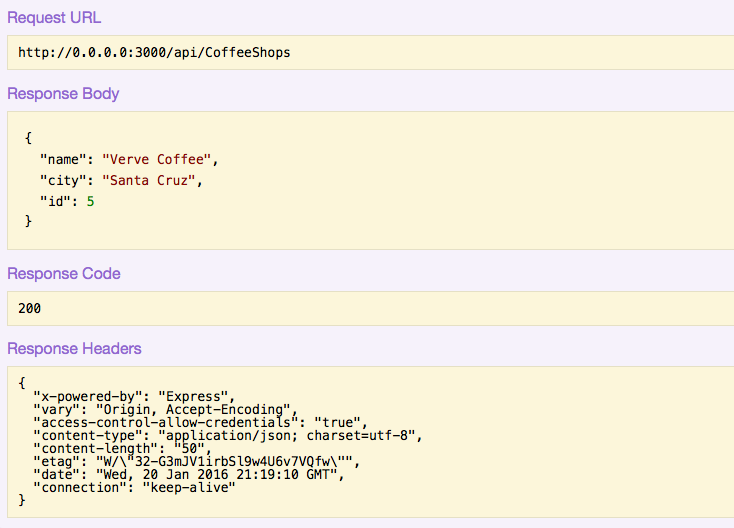 Request URL
http://0.0.0.0:3000/api/CoffeeShops
Response Body
{
  "name": "Verve Coffee",
  "city": "Santa Cruz",
  "id": 5
}
Response Code
200
Response Headers
{
  "x-powered-by": "Express",
  "vary": "Origin, Accept-Encoding",
  "access-control-allow-credentials": "true",
  "content-type": "application/json; charset=utf-8",
  "content-length": "50",
  "etag": "W/\"32-G3mJV1irbSl9w4U6v7VQfw\"",
  "date": "Wed, 20 Jan 2016 21:19:10 GMT",
  "connection": "keep-alive"
}